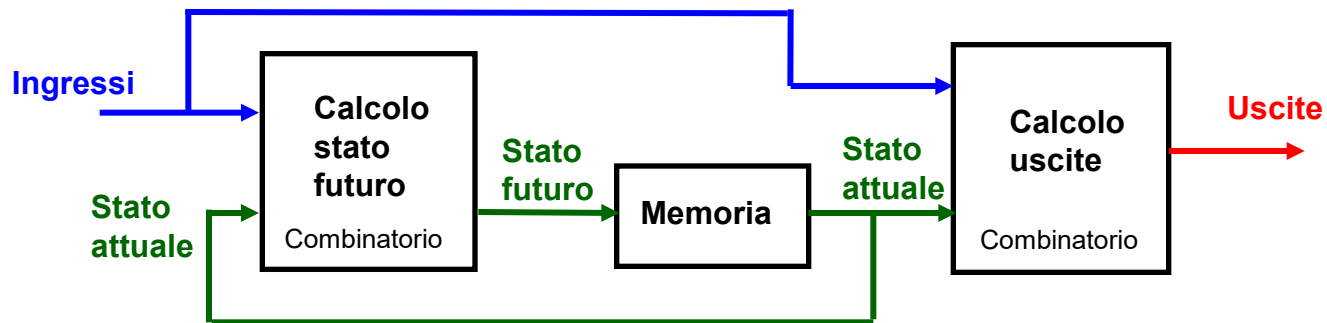 Ingressi
Calcolo
stato
futuro
Combinatorio
Stato
attuale
Stato
futuro
Memoria
Stato
attuale
Calcolo
uscite
Combinatorio
Uscite